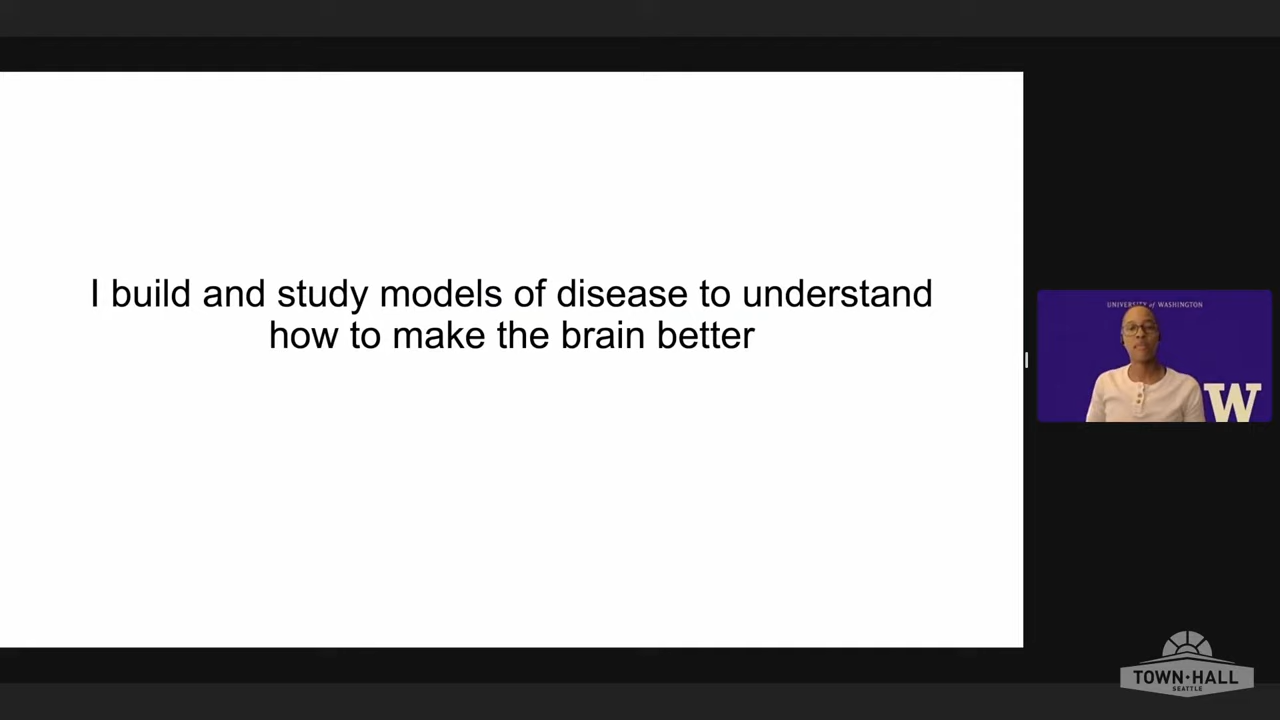 I build and study models of disease to understand
how to make the brain better
UNIVERSITY of WASHINGTON
W
TOWN·HALL
SEATTLE